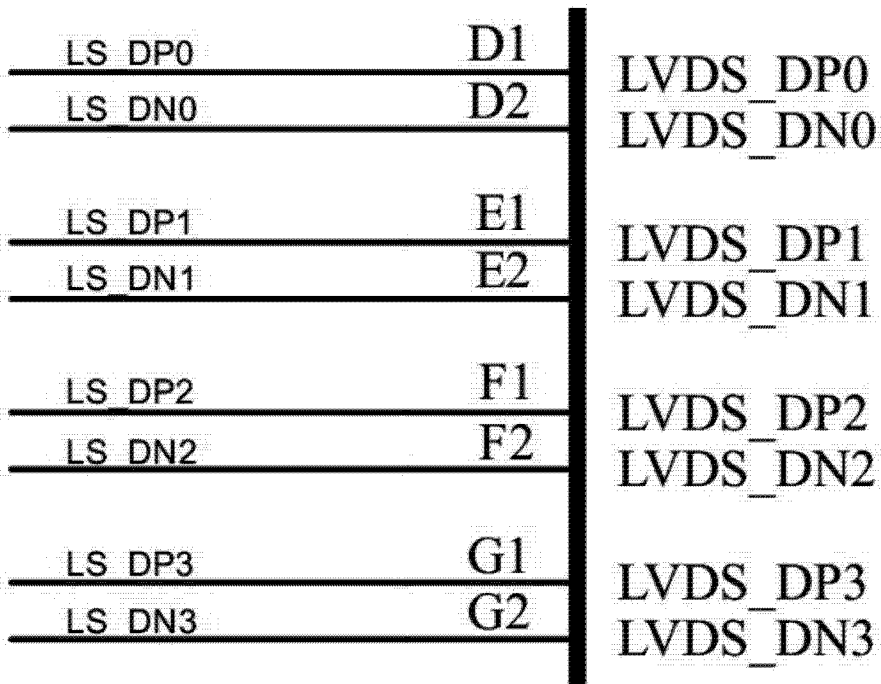 LS_DP0 D1 LVDS_DP0
LS_DN0 D2 LVDS_DN0
LS_DP1 E1 LVDS_DP1
LS_DN1 E2 LVDS_DN1
LS_DP2 F1 LVDS_DP2
LS_DN2 F2 LVDS_DN2
LS_DP3 G1 LVDS_DP3
LS_DN3 G2 LVDS_DN3